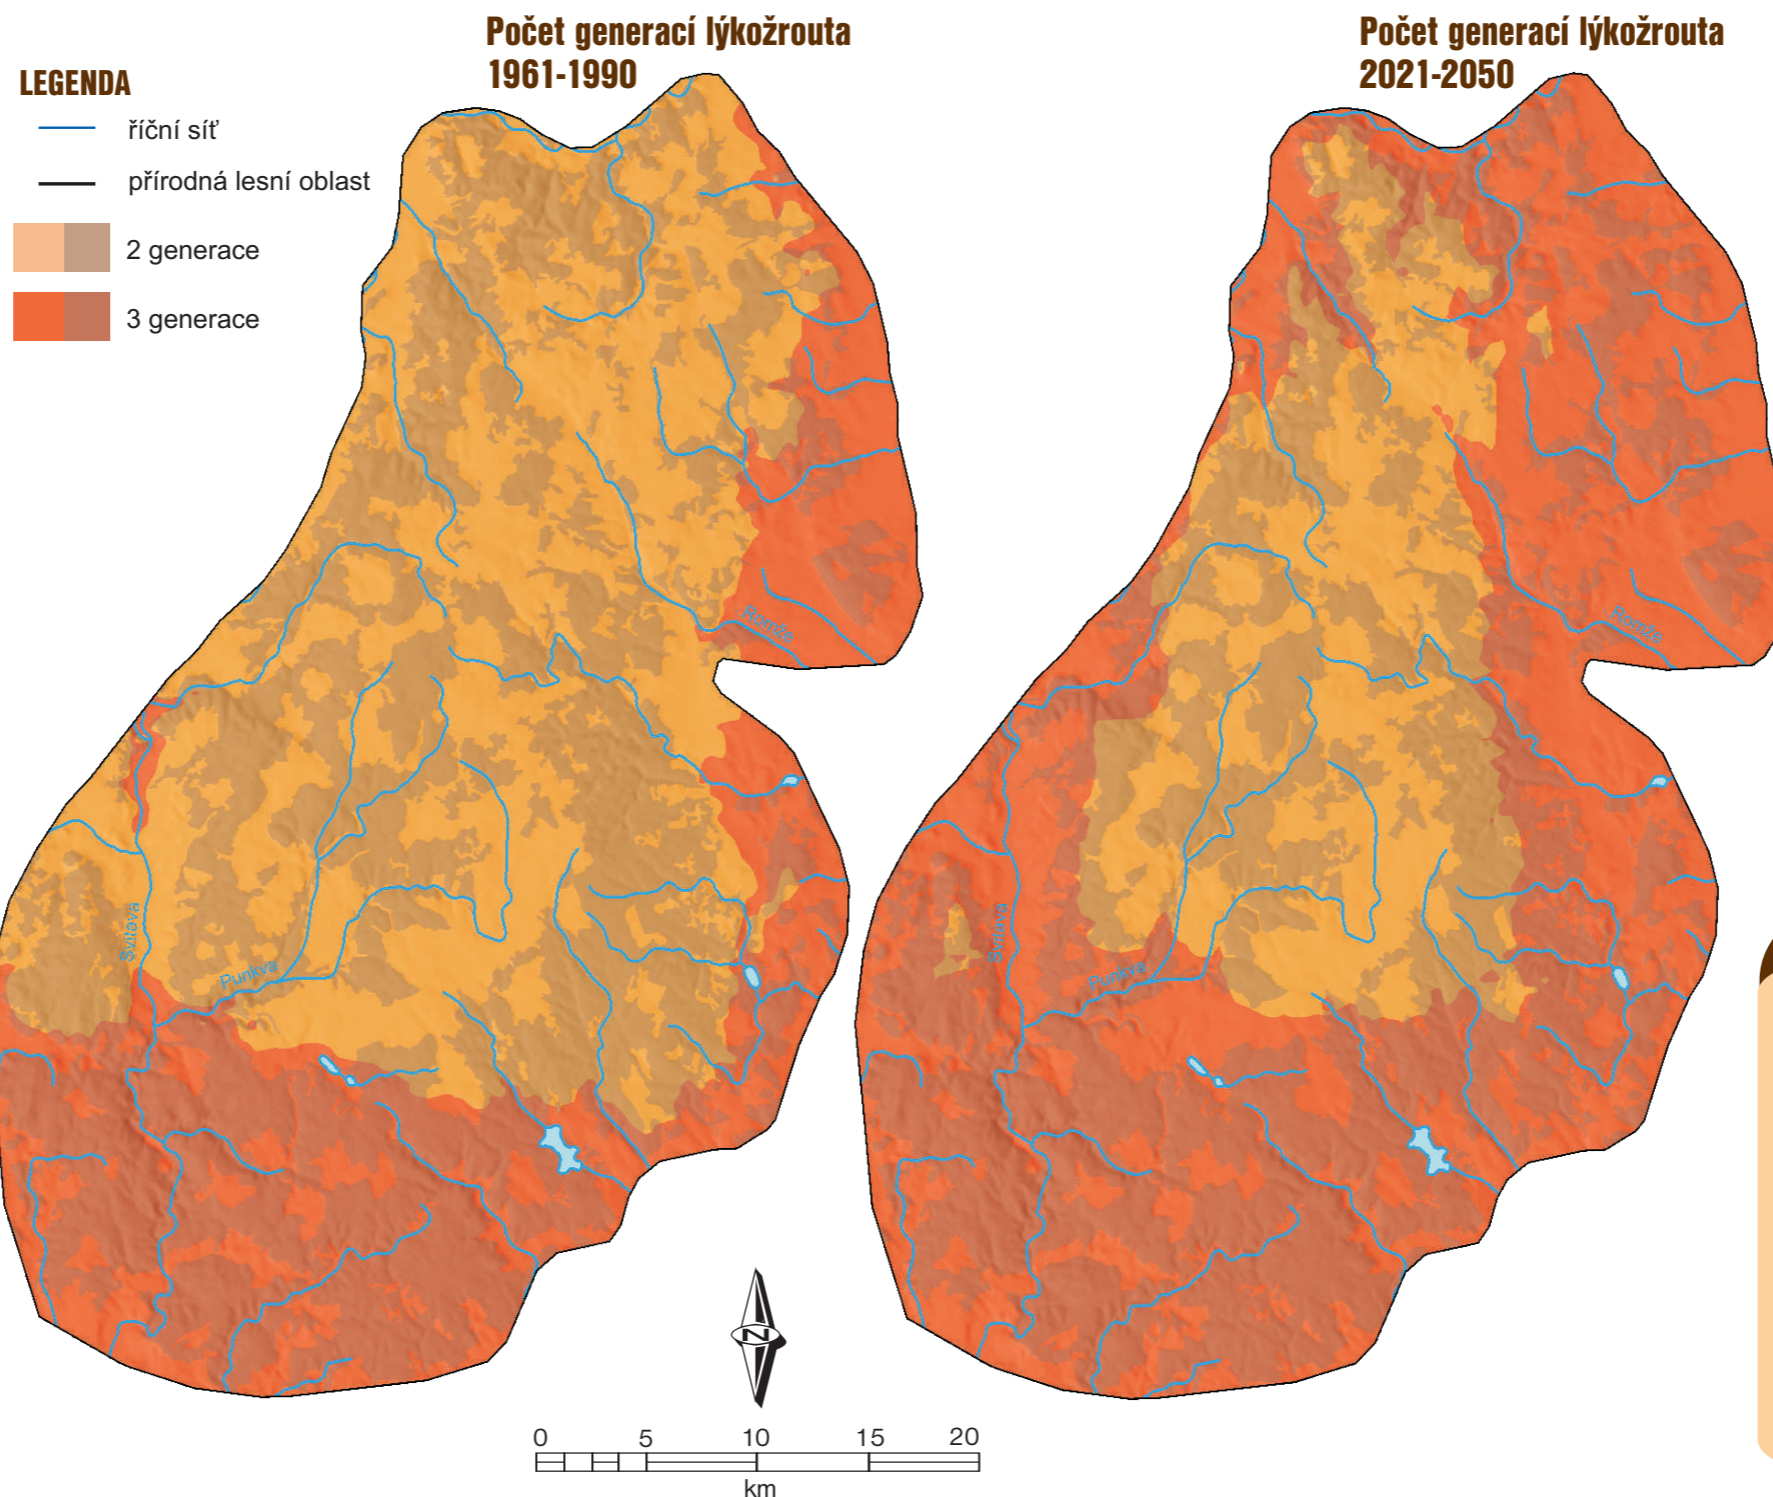 Počet generací lýkožrouta
1961-1990
Počet generací lýkožrouta
2021-2050
LEGENDA
říční síť
přírodná lesní oblast
2 generace
3 generace
Romže
Romže
Svitava
Punkva
Svitava
Punkva
N
0 5 10 15 20
km